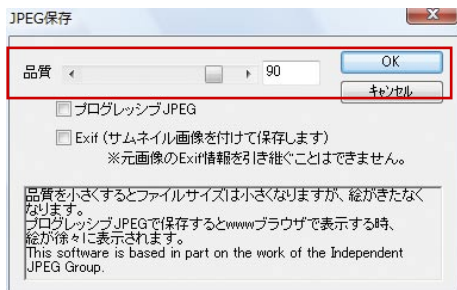 JPEG保存
品質
90
OK
キャンセル
プログレッシブJPEG
Exif (サムネイル画像を付けて保存します)
※元画像のExif情報を引き継ぐことはできません。
品質を小さくするとファイルサイズは小さくなりますが、絵がきたなく
なります。
プログレッシブJPEGで保存するとwwwブラウザで表示する時、
絵が徐々に表示されます。
This software is based in part on the work of the Independent
JPEG Group.